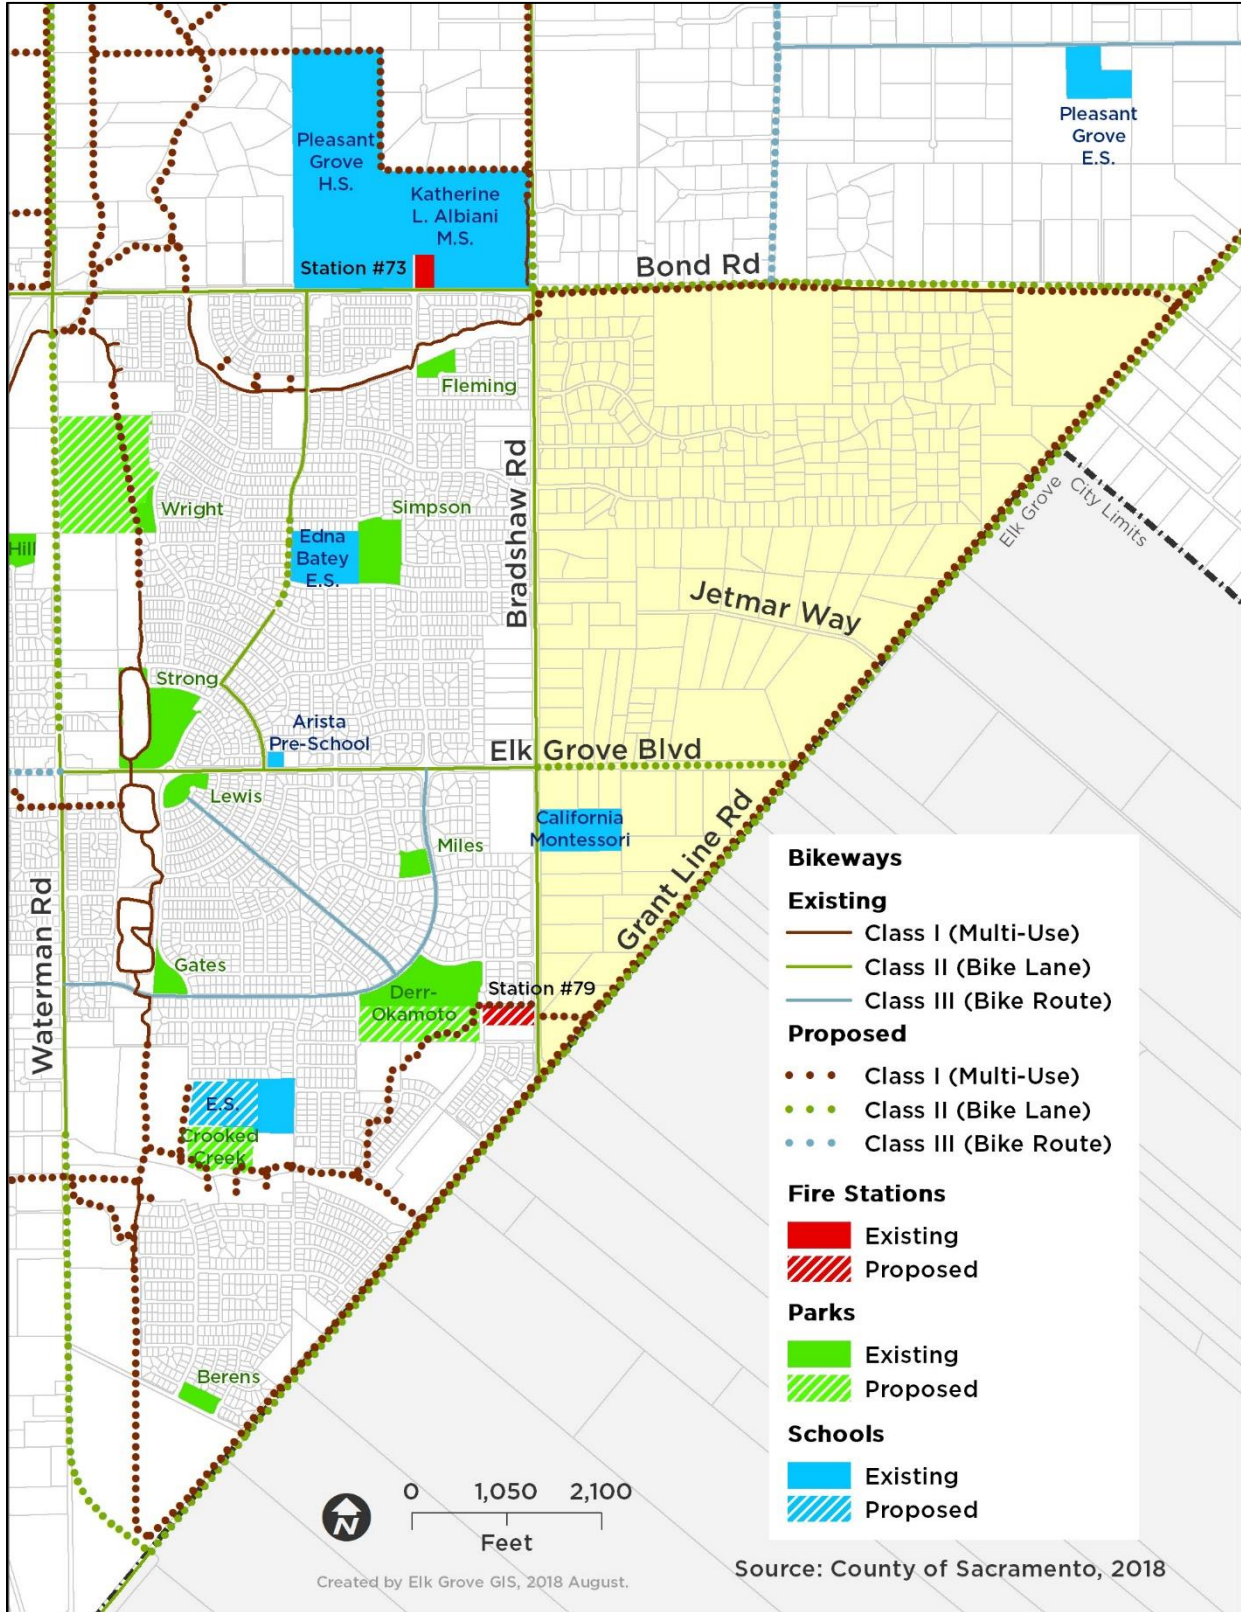 Pleasant
Grove
H.S.
Katherine
L. Albiani
M.S.
Station #73
Pleasant
Grove
E.S.
Bond Rd
Fleming
Bradshaw Rd
Wright
Simpson
Hill
Edna
Batey
E.S.
Elk Grove
City Limits
Jetmar Way
Strong
Arista
Pre-School
Elk Grove Blvd
Lewis
California
Montessori
Miles
Grant Line Rd
Waterman Rd
Gates
Derr-
Okamoto
Station #79
E.S.
Crooked
Creek
Berens
Bikeways
Existing
Class I (Multi-Use)
Class II (Bike Lane)
Class III (Bike Route)
Proposed
Class I (Multi-Use)
Class II (Bike Lane)
Class III (Bike Route)
Fire Stations
Existing
Proposed
Parks
Existing
Proposed
Schools
Existing
Proposed
N
0 1,050 2,100
Feet
Created by Elk Grove GIS, 2018 August.
Source: County of Sacramento, 2018